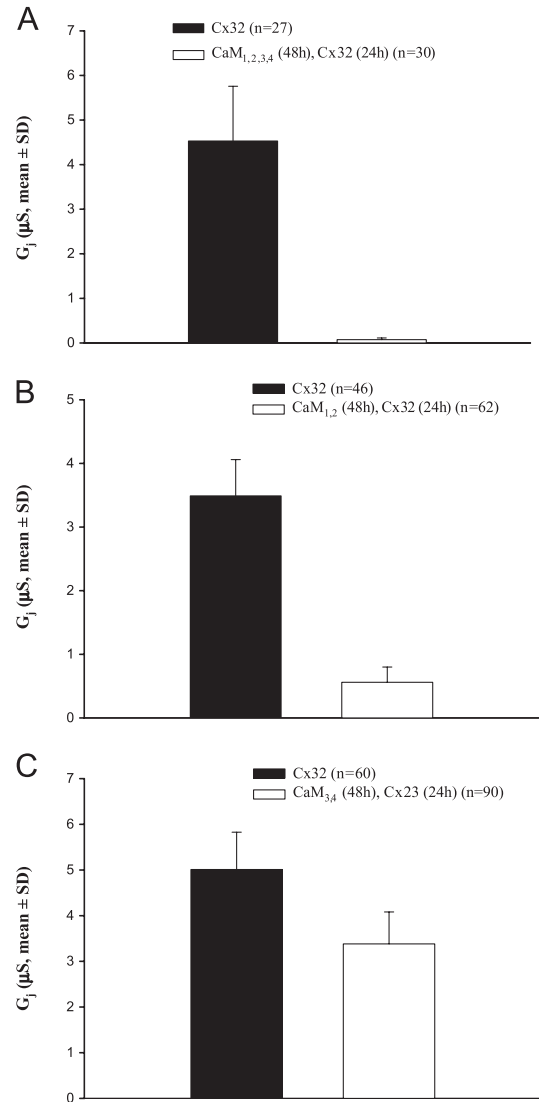 A
Cx32 (n=27)
CaM1,2,3,4 (48h), Cx32 (24h) (n=30)
7
6
5
4
3
2
1
0
Gj (µS, mean ± SD)
B
Cx32 (n=46)
CaM1,2 (48h), Cx32 (24h) (n=62)
5
4
3
2
1
0
Gj (µS, mean ± SD)
C
Cx32 (n=60)
CaM3,4 (48h), Cx23 (24h) (n=90)
7
6
5
4
3
2
1
0
Gj (µS, mean ± SD)